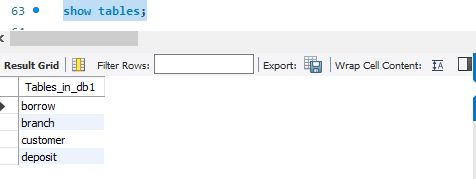 63 show tables;
Result Grid Filter Rows: Export: Wrap Cell Content:
Tables_in_db1
borrow
branch
customer
deposit